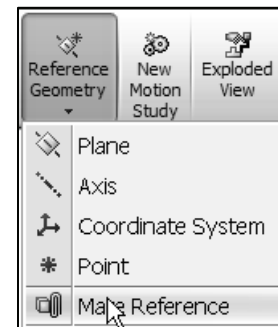 Reference Geometry
New Motion Study
Exploded View
Plane
Axis
Coordinate System
Point
Mate Reference